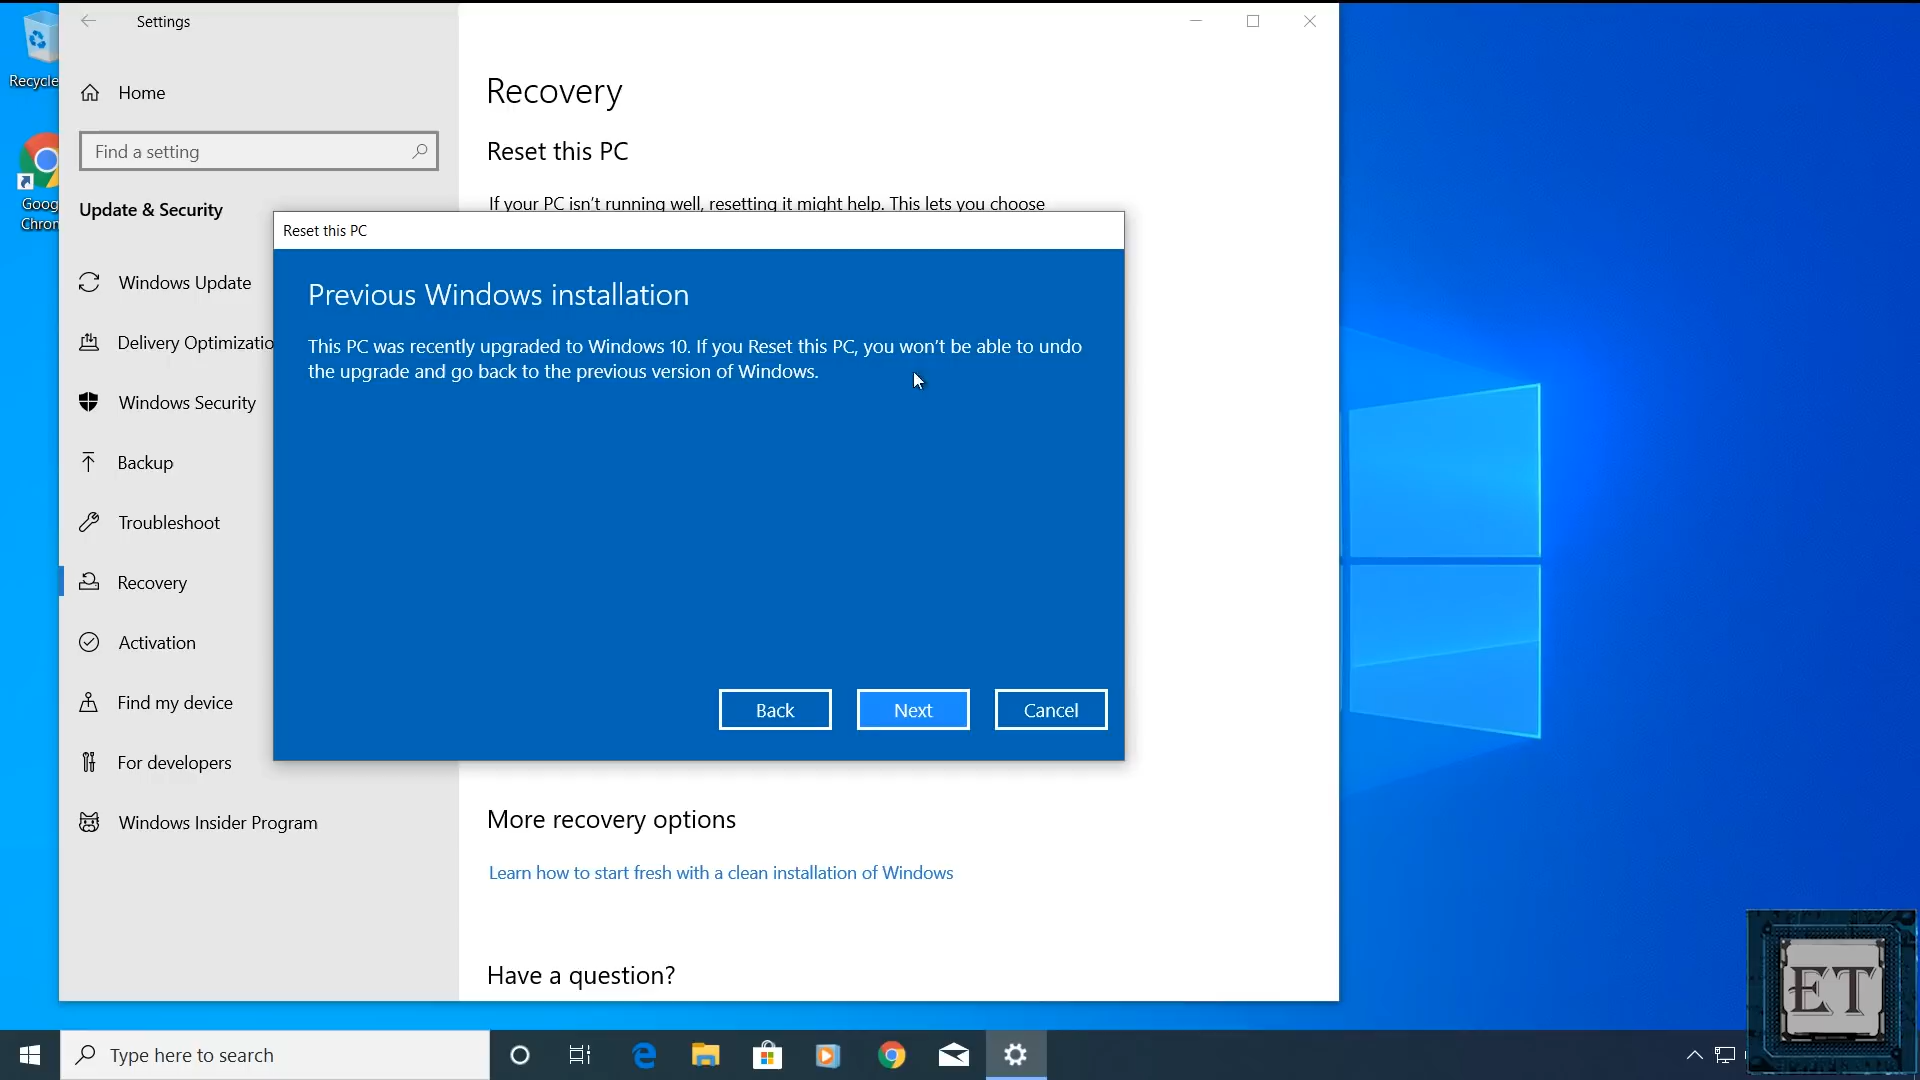 Settings
Recycle
Home
Find a setting
Goog
Chron
Update & Security
Windows Update
Delivery Optimizatio
Windows Security
Backup
Troubleshoot
Recovery
Activation
Find my device
For developers
Windows Insider Program
Recovery
Reset this PC
If your PC isn't running well, resetting it might help. This lets you choose
Reset this PC
Previous Windows installation
This PC was recently upgraded to Windows 10. If you Reset this PC, you won't be able to undo
the upgrade and go back to the previous version of Windows.
Back
Next
Cancel
More recovery options
Learn how to start fresh with a clean installation of Windows
Have a question?
Type here to search
ET